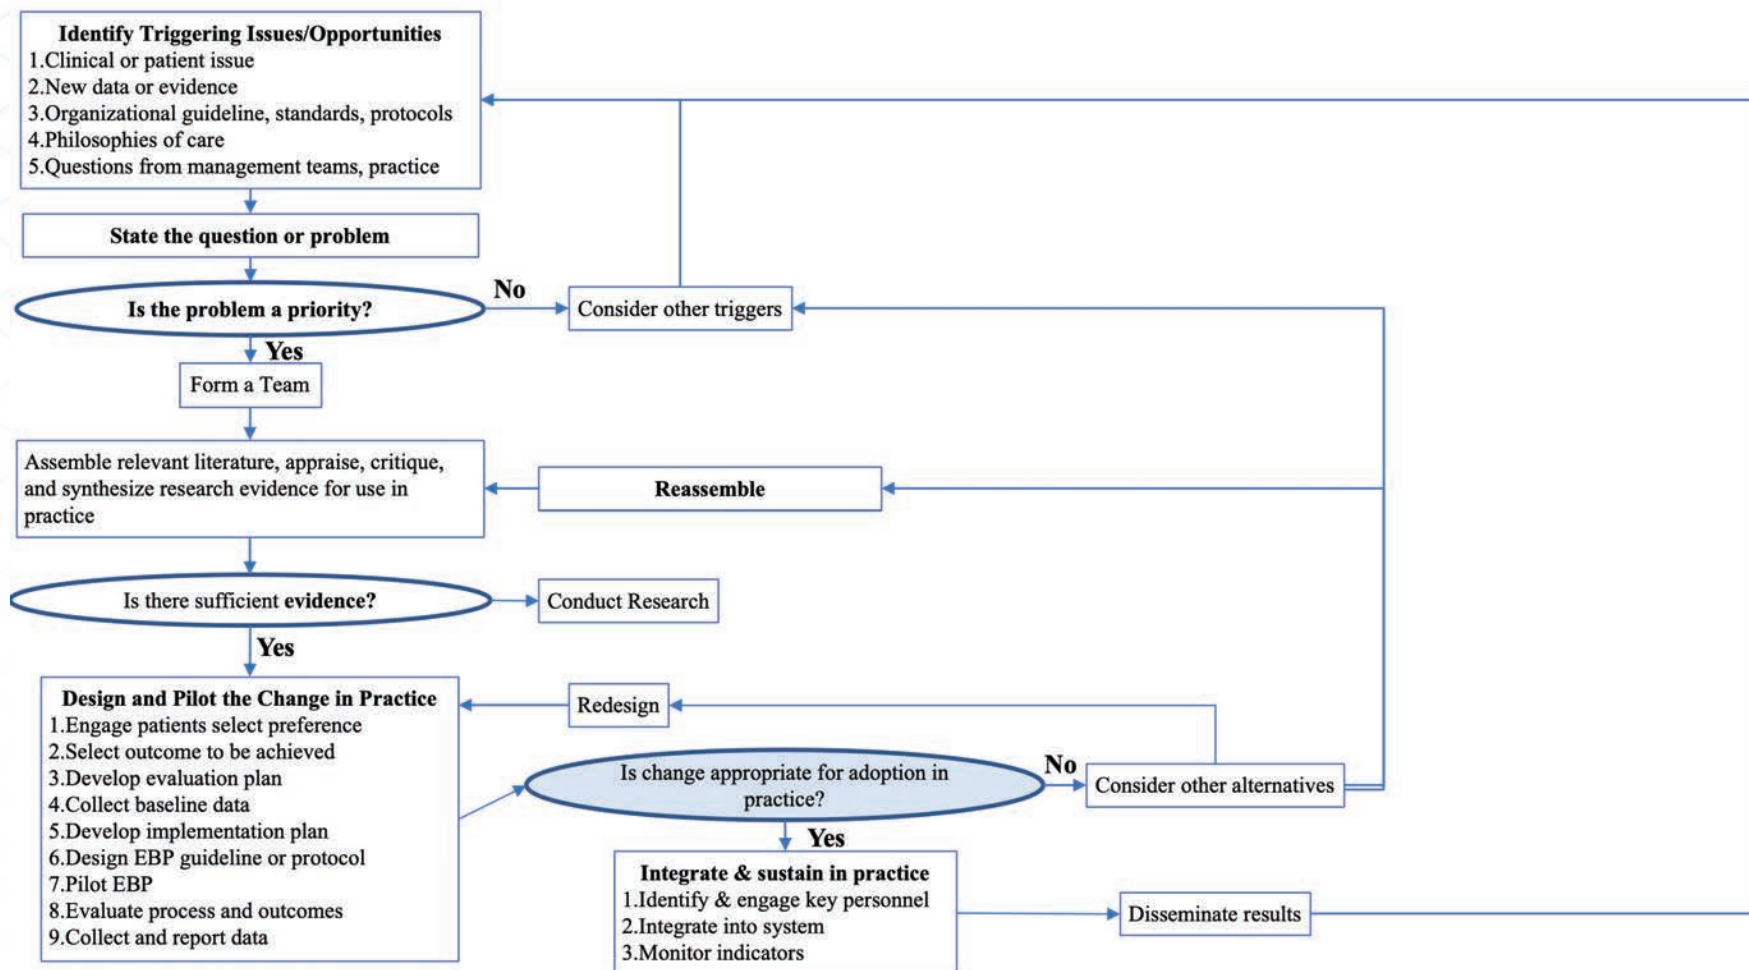 Identify Triggering Issues/Opportunities
1.Clinical or patient issue
2.New data or evidence
3.Organizational guideline, standards, protocols
4.Philosophies of care
5.Questions from management teams, practice
State the question or problem
Is the problem a priority?
No
Consider other triggers
Yes
Form a Team
Assemble relevant literature, appraise, critique,
and synthesize research evidence for use in
practice
Reassemble
Is there sufficient evidence?
Conduct Research
Yes
Design and Pilot the Change in Practice
1.Engage patients select preference
2.Select outcome to be achieved
3.Develop evaluation plan
4.Collect baseline data
5.Develop implementation plan
6.Design EBP guideline or protocol
7.Pilot EBP
8.Evaluate process and outcomes
9.Collect and report data
Redesign
Is change appropriate for adoption in
practice?
No
Consider other alternatives
Yes
Integrate & sustain in practice
1.Identify & engage key personnel
2.Integrate into system
3.Monitor indicators
Disseminate results